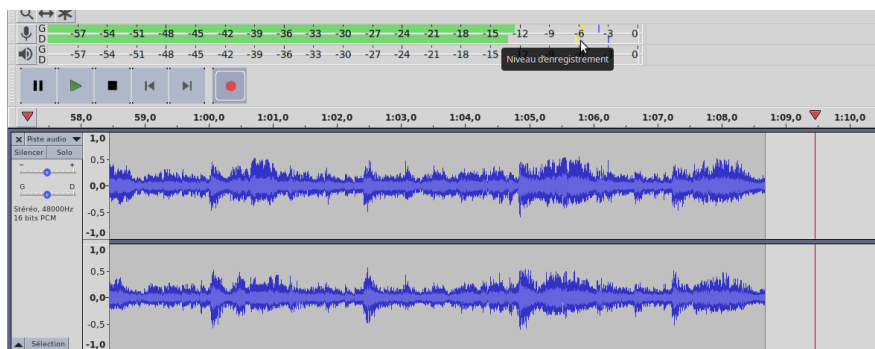 G
D
-57 -54 -51 -48 -45 -42 -39 -36 -33 -30 -27 -24 -21 -18 -15 -12 -9 -6 -3 0
G
D
-57 -54 -51 -48 -45 -42 -39 -36 -33 -30 -27 -24 -21 -18 -15 0
Niveau d'enregistrement
58,0 59,0 1:00,0 1:01,0 1:02,0 1:03,0 1:04,0 1:05,0 1:06,0 1:07,0 1:08,0 1:09,0 1:10,0
Piste audio
Silencer Solo
- +
G D
Stéréo, 48000Hz
16 bits PCM
1,0
0,5
0,0
-0,5
-1,0
1,0
0,5
0,0
-0,5
-1,0
Sélection